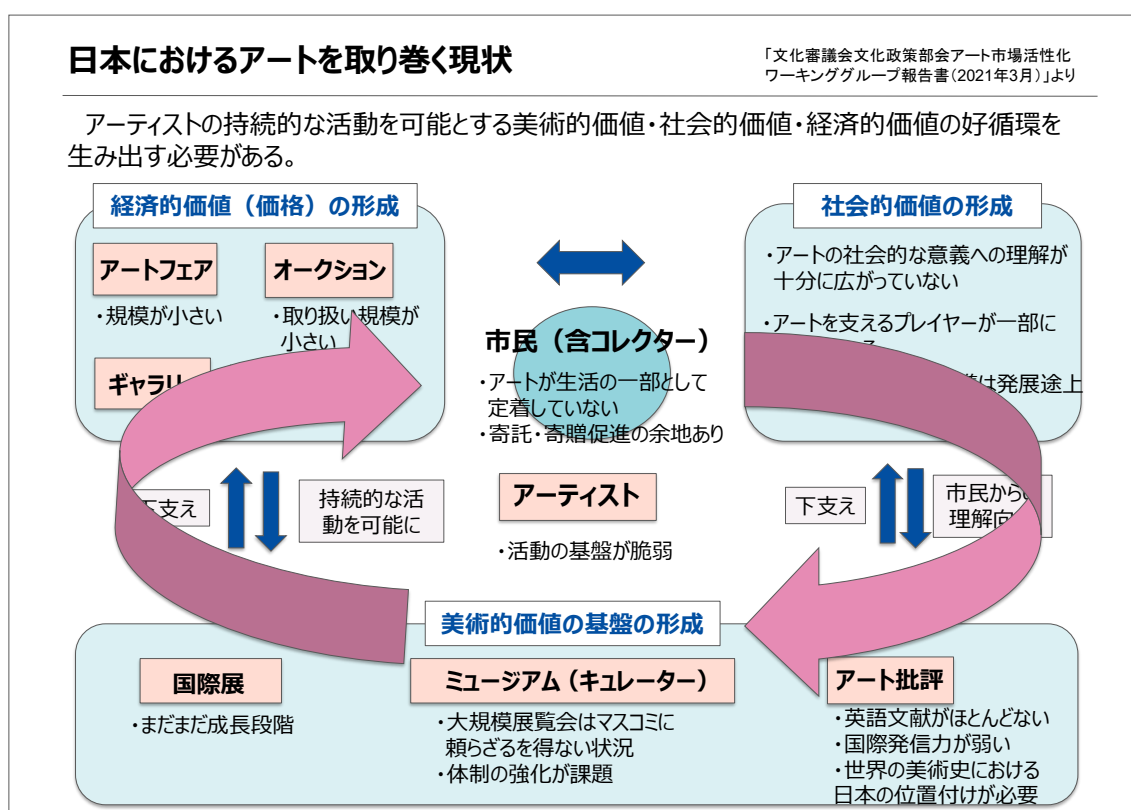 日本におけるアートを取り巻く現状
「文化審議会文化政策部会アート市場活性化
ワーキンググループ報告書(2021年3月)」より
アーティストの持続的な活動を可能とする美術的価値・社会的価値・経済的価値の好循環を
生み出す必要がある。
経済的価値（価格）の形成
アートフェア
・規模が小さい
オークション
・取り扱い規模が
小さい
ギャラリ
市民（含コレクター）
・アートが生活の一部として
定着していない
・寄託・寄贈促進の余地あり
社会的価値の形成
・アートの社会的な意義への理解が
十分に広がっていない
・アートを支えるプレイヤーが一部に
は発展途上
下支え
持続的な活
動を可能に
アーティスト
・活動の基盤が脆弱
下支え
市民から
理解向
美術的価値の基盤の形成
国際展
・まだまだ成長段階
ミュージアム（キュレーター）
・大規模展覧会はマスコミに
頼らざるを得ない状況
・体制の強化が課題
アート批評
・英語文献がほとんどない
・国際発信力が弱い
・世界の美術史における
日本の位置付けが必要